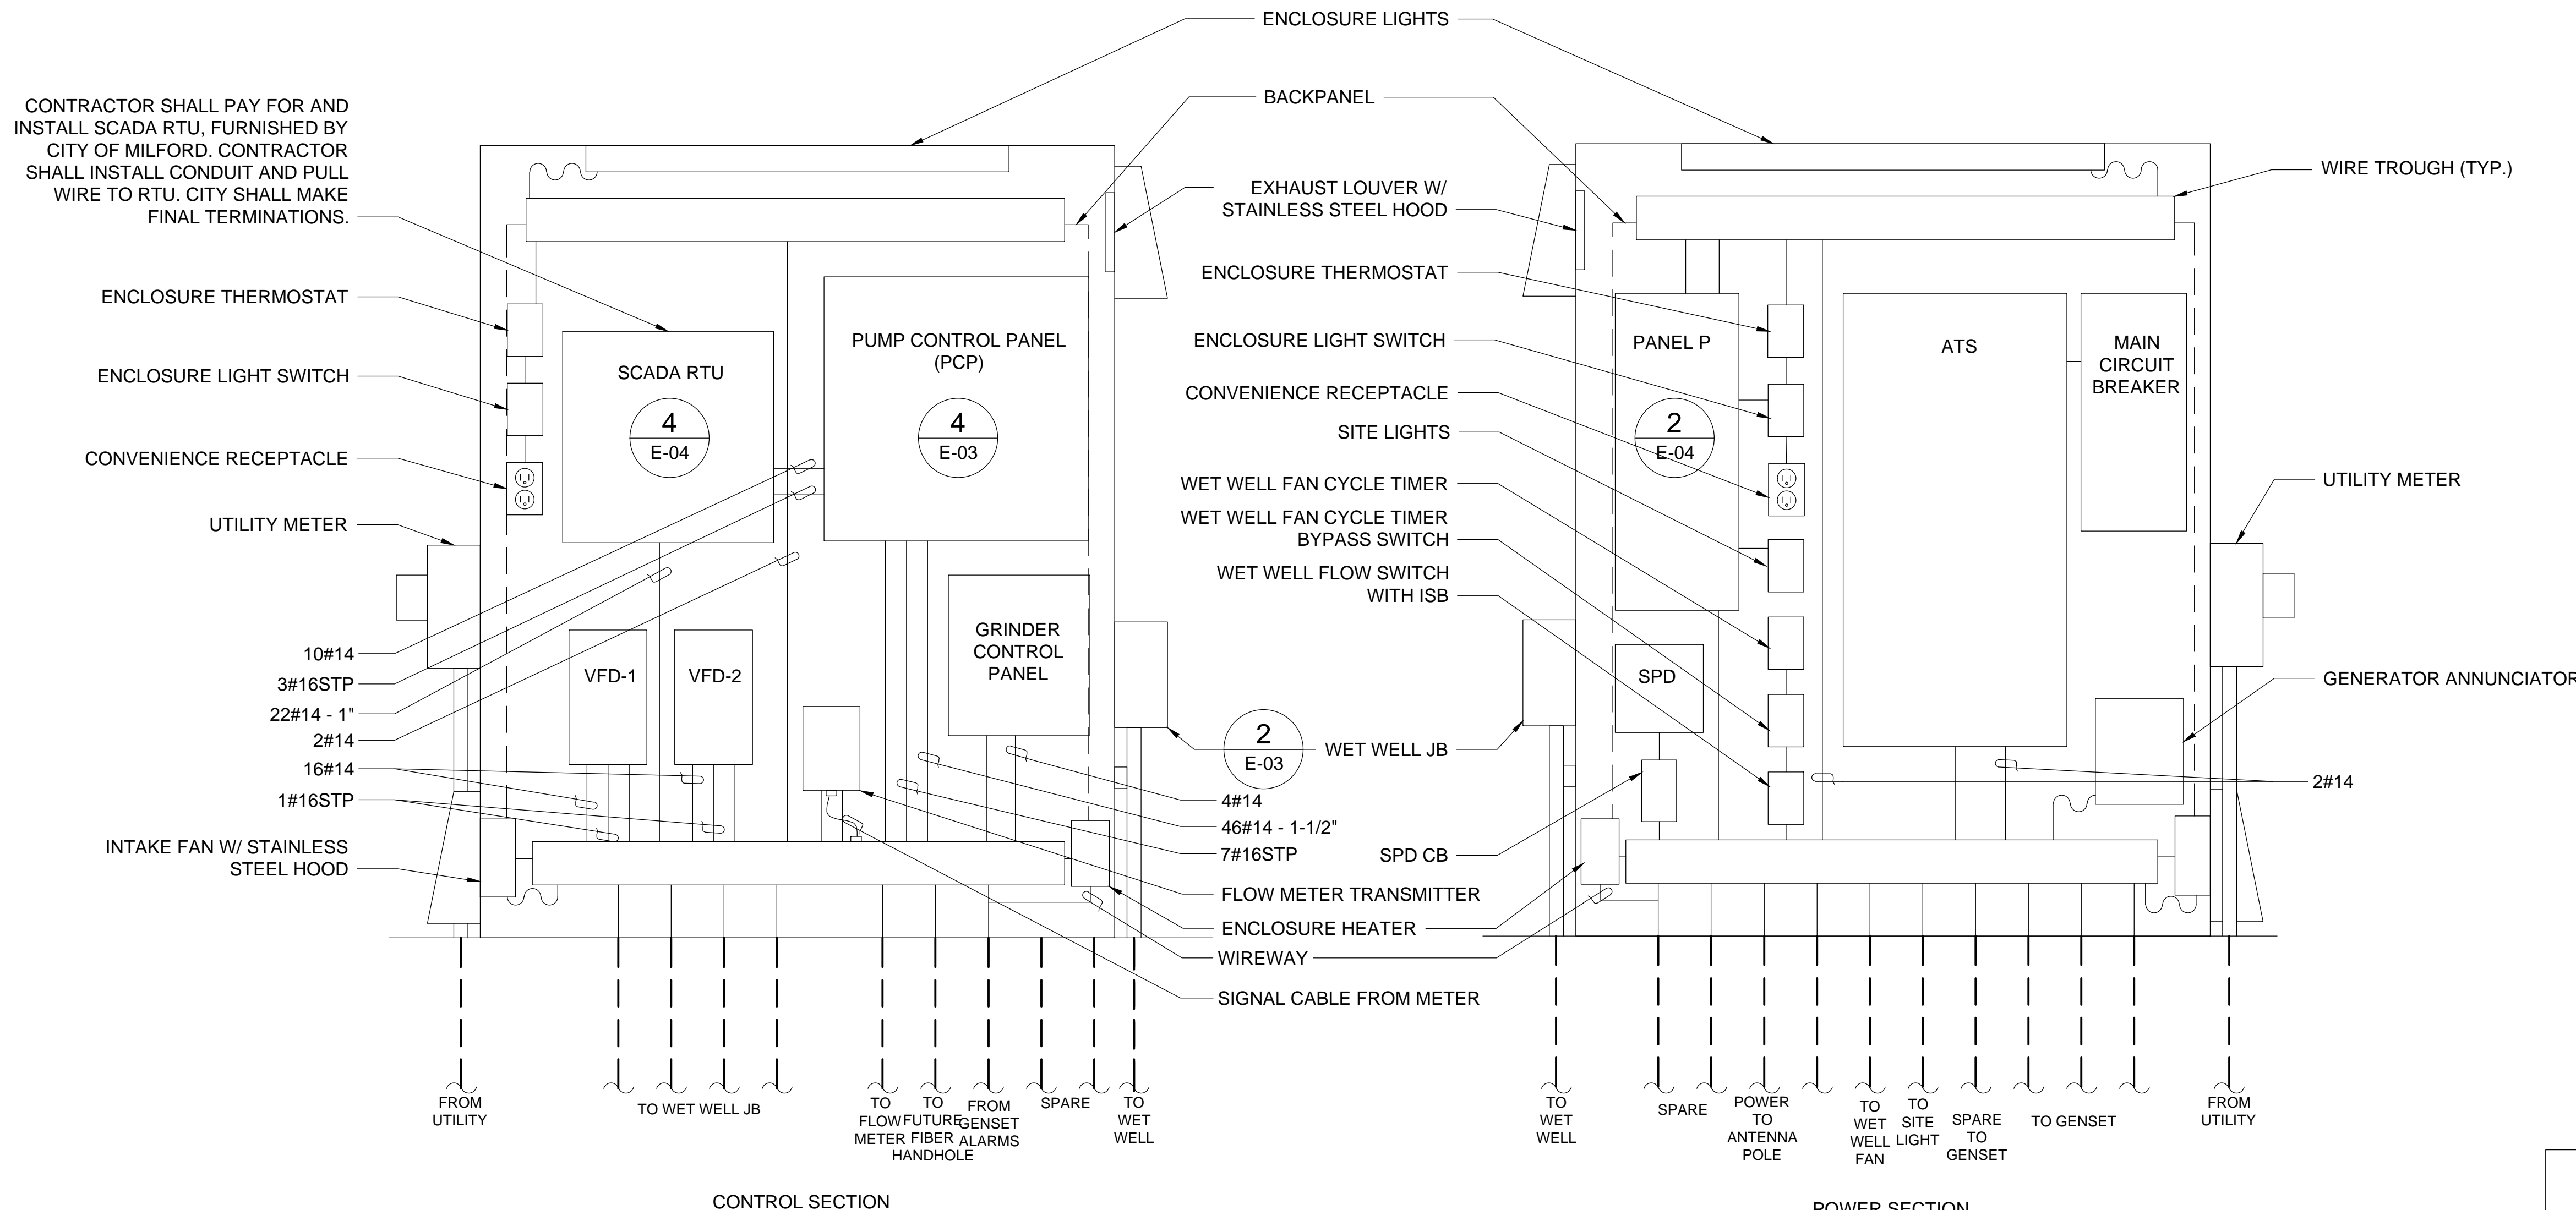 ENCLOSURE LIGHTS
BACKPANEL
CONTRACTOR SHALL PAY FOR AND
INSTALL SCADA RTU, FURNISHED BY
CITY OF MILFORD. CONTRACTOR
SHALL INSTALL CONDUIT AND PULL
WIRE TO RTU. CITY SHALL MAKE
FINAL TERMINATIONS.
ENCLOSURE THERMOSTAT
ENCLOSURE LIGHT SWITCH
CONVENIENCE RECEPTACLE
UTILITY METER
10#14
3#16STP
22#14 - 1"
2#14
16#14
1#16STP
INTAKE FAN W/ STAINLESS
STEEL HOOD
SCADA RTU
4
E-04
PUMP CONTROL PANEL
(PCP)
4
E-03
VFD-1
VFD-2
GRINDER
CONTROL
PANEL
EXHAUST LOUVER W/
STAINLESS STEEL HOOD
ENCLOSURE THERMOSTAT
ENCLOSURE LIGHT SWITCH
CONVENIENCE RECEPTACLE
SITE LIGHTS
WET WELL FAN CYCLE TIMER
WET WELL FAN CYCLE TIMER
BYPASS SWITCH
WET WELL FLOW SWITCH
WITH ISB
2
E-03
WET WELL JB
4#14
46#14 - 1-1/2"
7#16STP
SPD CB
FLOW METER TRANSMITTER
ENCLOSURE HEATER
WIREWAY
SIGNAL CABLE FROM METER
PANEL P
2
E-04
SPD
ATS
MAIN
CIRCUIT
BREAKER
WIRE TROUGH (TYP.)
UTILITY METER
GENERATOR ANNUNCIATOR
2#14
FROM
UTILITY
TO WET WELL JB
TO
FLOW
METER
TO
FUTURE
FIBER
HANDHOLE
FROM
GENSET
ALARMS
SPARE
TO
WET
WELL
TO
WET
WELL
SPARE
POWER
TO
ANTENNA
POLE
TO
WET
WELL
FAN
TO
SITE
LIGHT
SPARE
TO
GENSET
TO GENSET
FROM
UTILITY
CONTROL SECTION
POWER SECTION